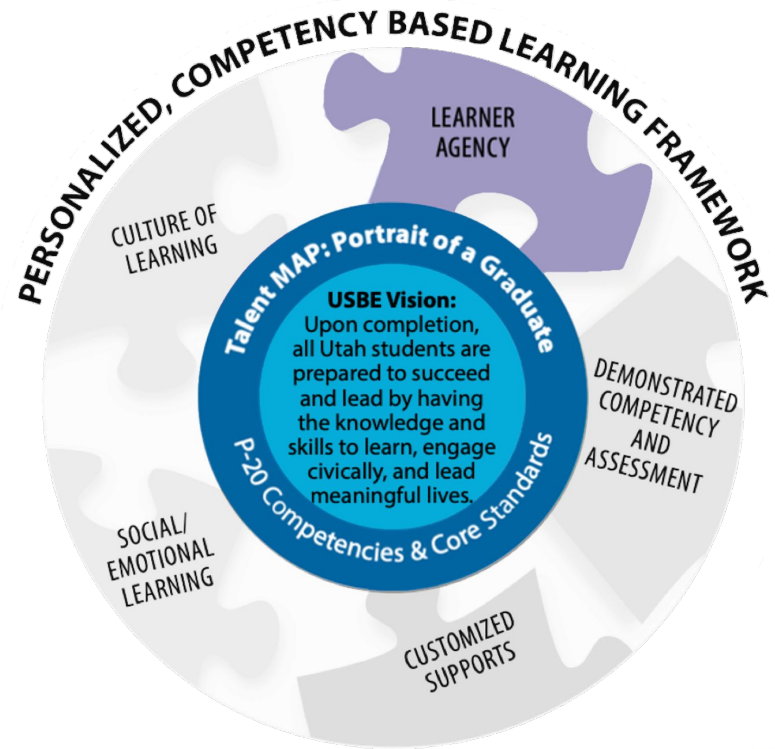 PERSONALIZED, COMPETENCY BASED LEARNING FRAMEWORK
LEARNER
AGENCY
CULTURE OF
LEARNING
Talent MAP: Portrait of a Graduate
USBE Vision:
Upon completion,
all Utah students are
prepared to succeed
and lead by having
the knowledge and
skills to learn, engage
civically, and lead
meaningful lives.
P-20 Competencies & Core Standards
DEMONSTRATED
COMPETENCY
AND
ASSESSMENT
SOCIAL/
EMOTIONAL
LEARNING
CUSTOMIZED
SUPPORTS